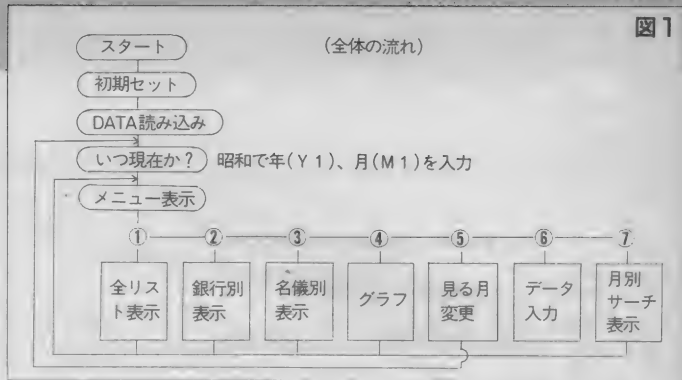 図1
スタート
(全体の流れ)
初期セット
DATA読み込み
いつ現在か? 昭和で年(Y1)、月(M1)を入力
メニュー表示
① ② ③ ④ ⑤ ⑥ ⑦
全リス
ト表示
銀行別
表示
名儀別
表示
グラフ
見る月
変更
データ
入力
月別
サーチ
表示